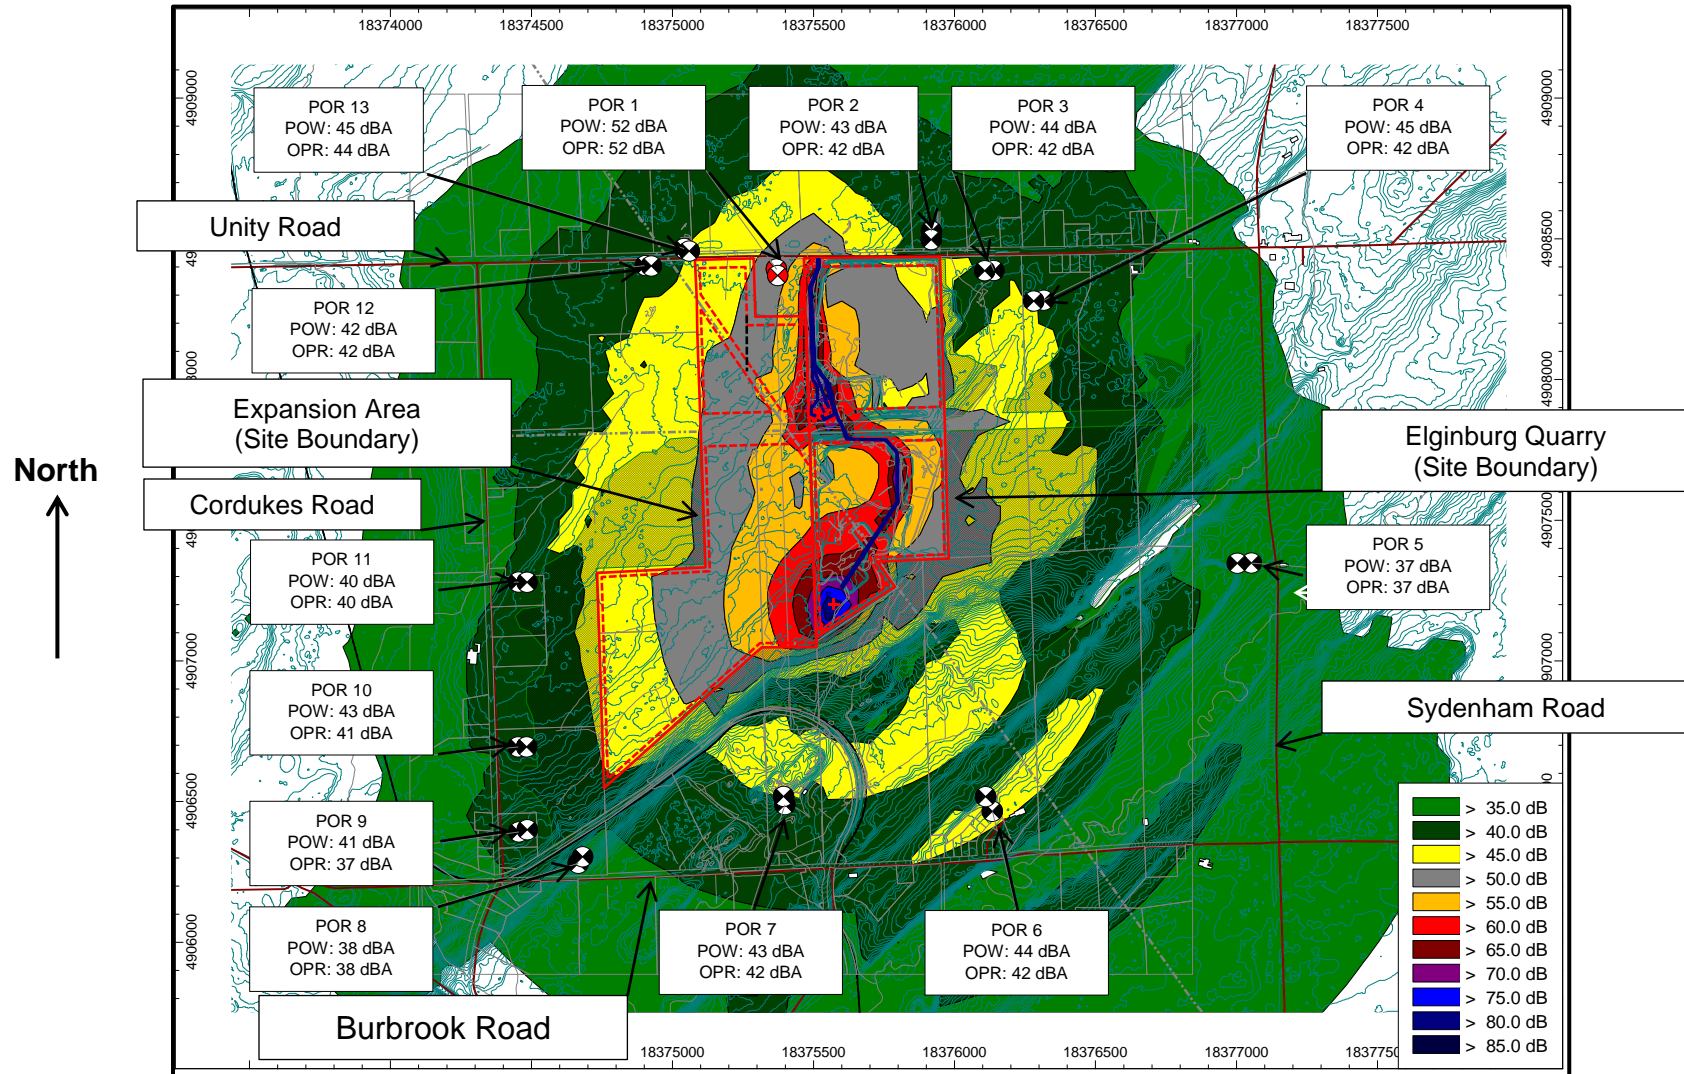 18374000 18374500 18375000 18375500 18376000 18376500 18377000 18377500
4909000
4909000
POR 13
POW: 45 dBA
OPR: 44 dBA
POR 1
POW: 52 dBA
OPR: 52 dBA
POR 2
POW: 43 dBA
OPR: 42 dBA
POR 3
POW: 44 dBA
OPR: 42 dBA
POR 4
POW: 45 dBA
OPR: 42 dBA
Unity Road
4908500
POR 12
POW: 42 dBA
OPR: 42 dBA
4908000
Expansion Area
(Site Boundary)
Elginburg Quarry
(Site Boundary)
North
Cordukes Road
4907500
POR 11
POW: 40 dBA
OPR: 40 dBA
POR 5
POW: 37 dBA
OPR: 37 dBA
4907000
4907000
POR 10
POW: 43 dBA
OPR: 41 dBA
Sydenham Road
4906500
POR 9
POW: 41 dBA
OPR: 37 dBA
POR 8
POW: 38 dBA
OPR: 38 dBA
4906000
POR 7
POW: 43 dBA
OPR: 42 dBA
POR 6
POW: 44 dBA
OPR: 42 dBA
Burbrook Road
> 35.0 dB
> 40.0 dB
> 45.0 dB
> 50.0 dB
> 55.0 dB
> 60.0 dB
> 65.0 dB
> 70.0 dB
> 75.0 dB
> 80.0 dB
> 85.0 dB
18375000 18375500 18376000 18376500 18377000 1837750